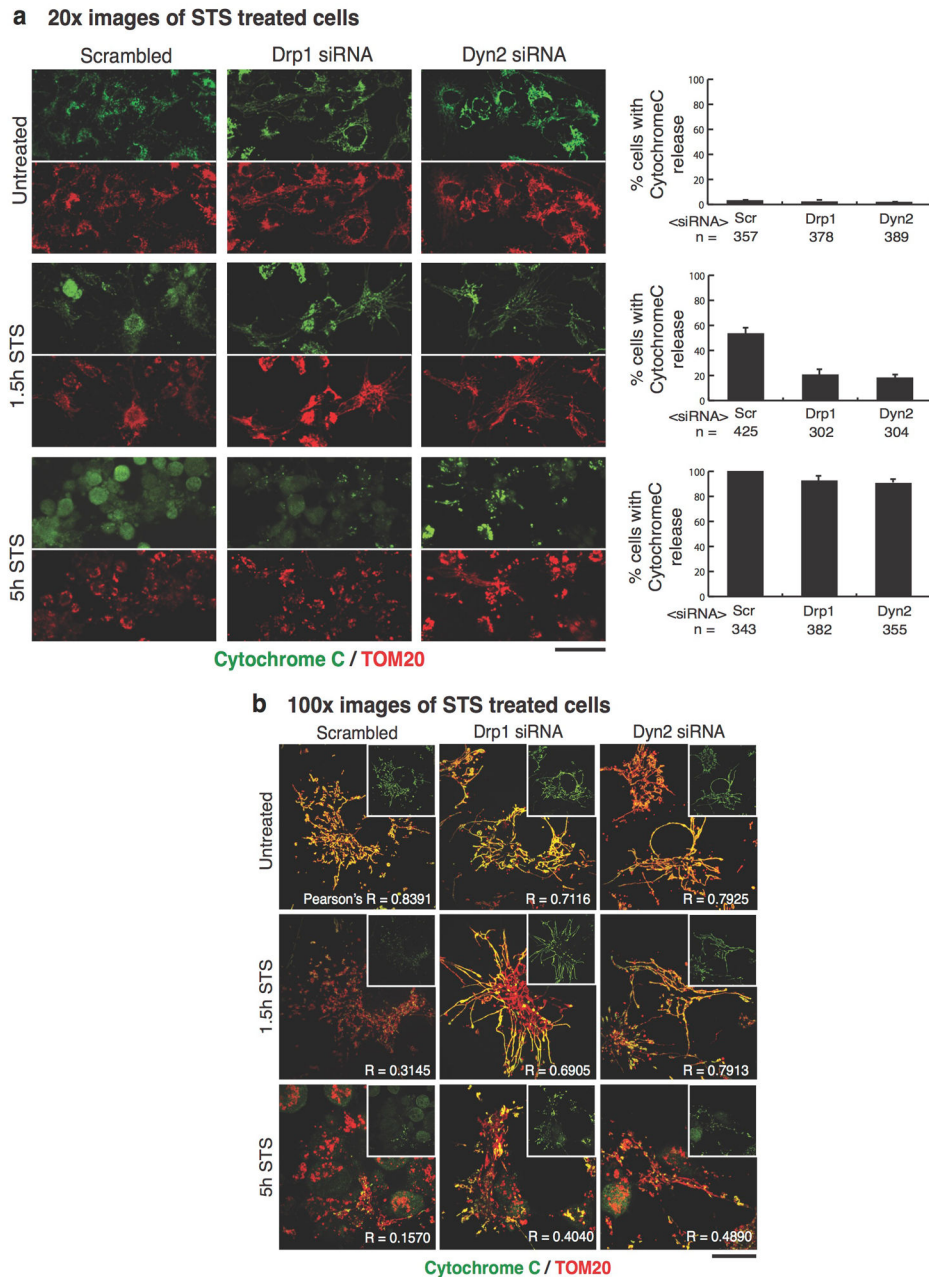 a 20x images of STS treated cells
Scrambled Drp1 siRNA Dyn2 siRNA
Untreated
1.5h STS
5h STS
Cytochrome C / TOM20
% cells with
CytochromeC
release
100
80
60
40
20
0
<siRNA> Scr Drp1 Dyn2
n = 357 378 389
% cells with
CytochromeC
release
100
80
60
40
20
0
<siRNA> Scr Drp1 Dyn2
n = 425 302 304
% cells with
CytochromeC
release
100
80
60
40
20
0
<siRNA> Scr Drp1 Dyn2
n = 343 382 355
b 100x images of STS treated cells
Scrambled Drp1 siRNA Dyn2 siRNA
Untreated
Pearson's R = 0.8391 R = 0.7116 R = 0.7925
1.5h STS
R = 0.3145 R = 0.6905 R = 0.7913
5h STS
R = 0.1570 R = 0.4040 R = 0.4890
Cytochrome C / TOM20